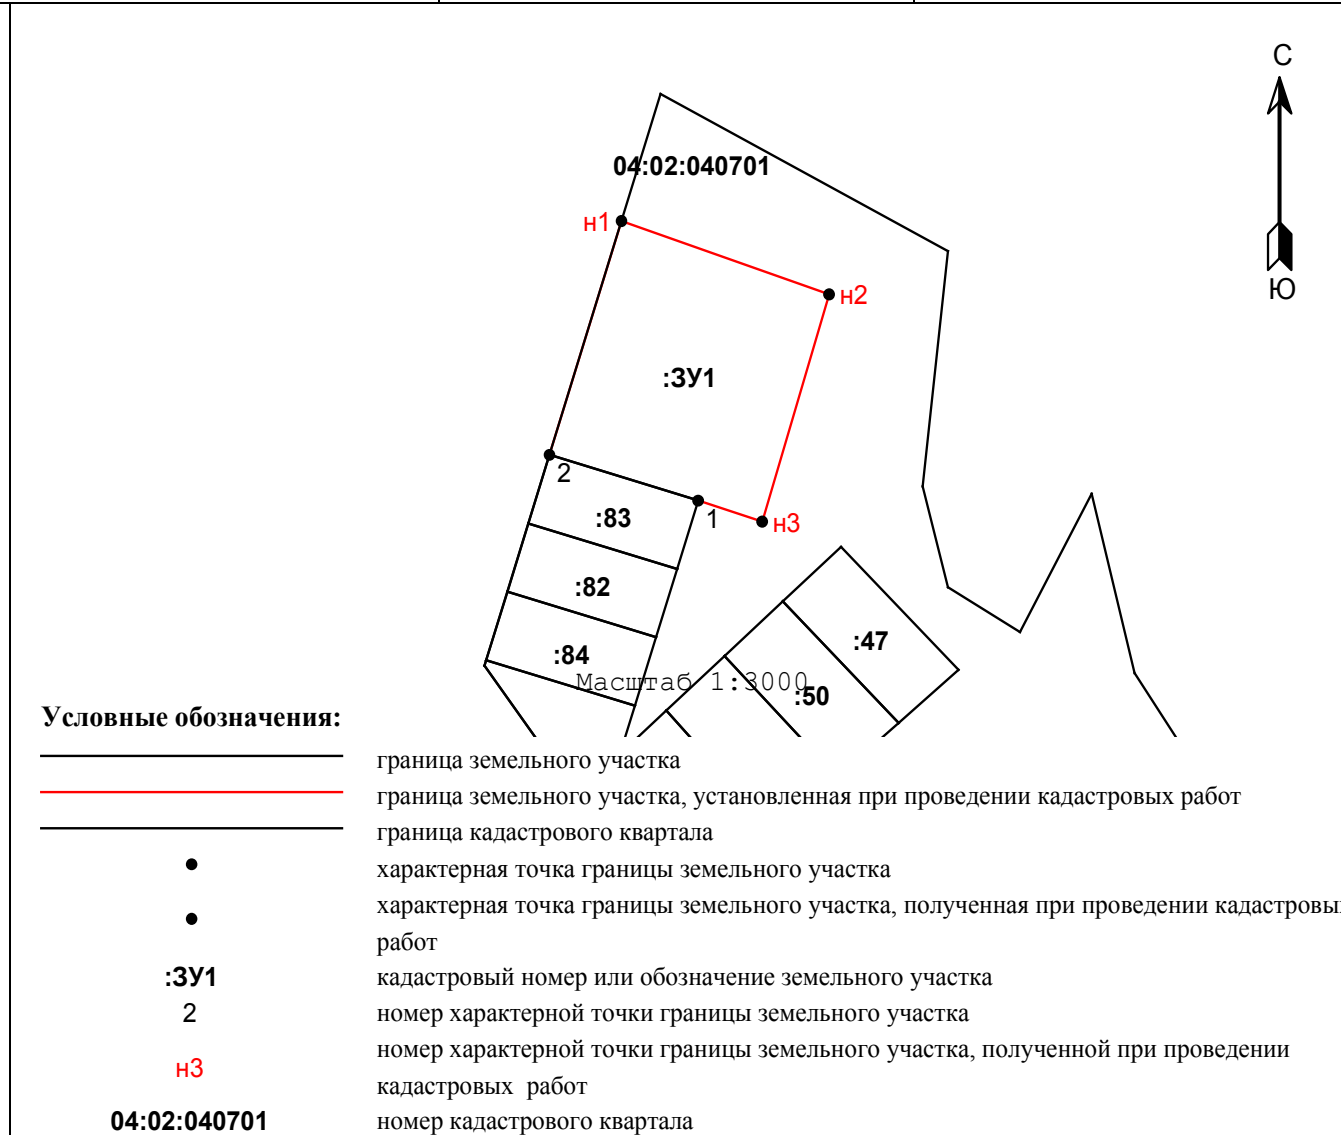 С
04:02:040701
н1
н2
Ю
:ЗУ1
2
:83
1
н3
:82
:47
:84
Масштаб 1:3000
:50
Условные обозначения:
граница земельного участка
граница земельного участка, установленная при проведении кадастровых работ
граница кадастрового квартала
характерная точка границы земельного участка
характерная точка границы земельного участка, полученная при проведении кадастровых
работ
:ЗУ1 кадастровый номер или обозначение земельного участка
2 номер характерной точки границы земельного участка
н3 номер характерной точки границы земельного участка, полученной при проведении
кадастровых работ
04:02:040701 номер кадастрового квартала